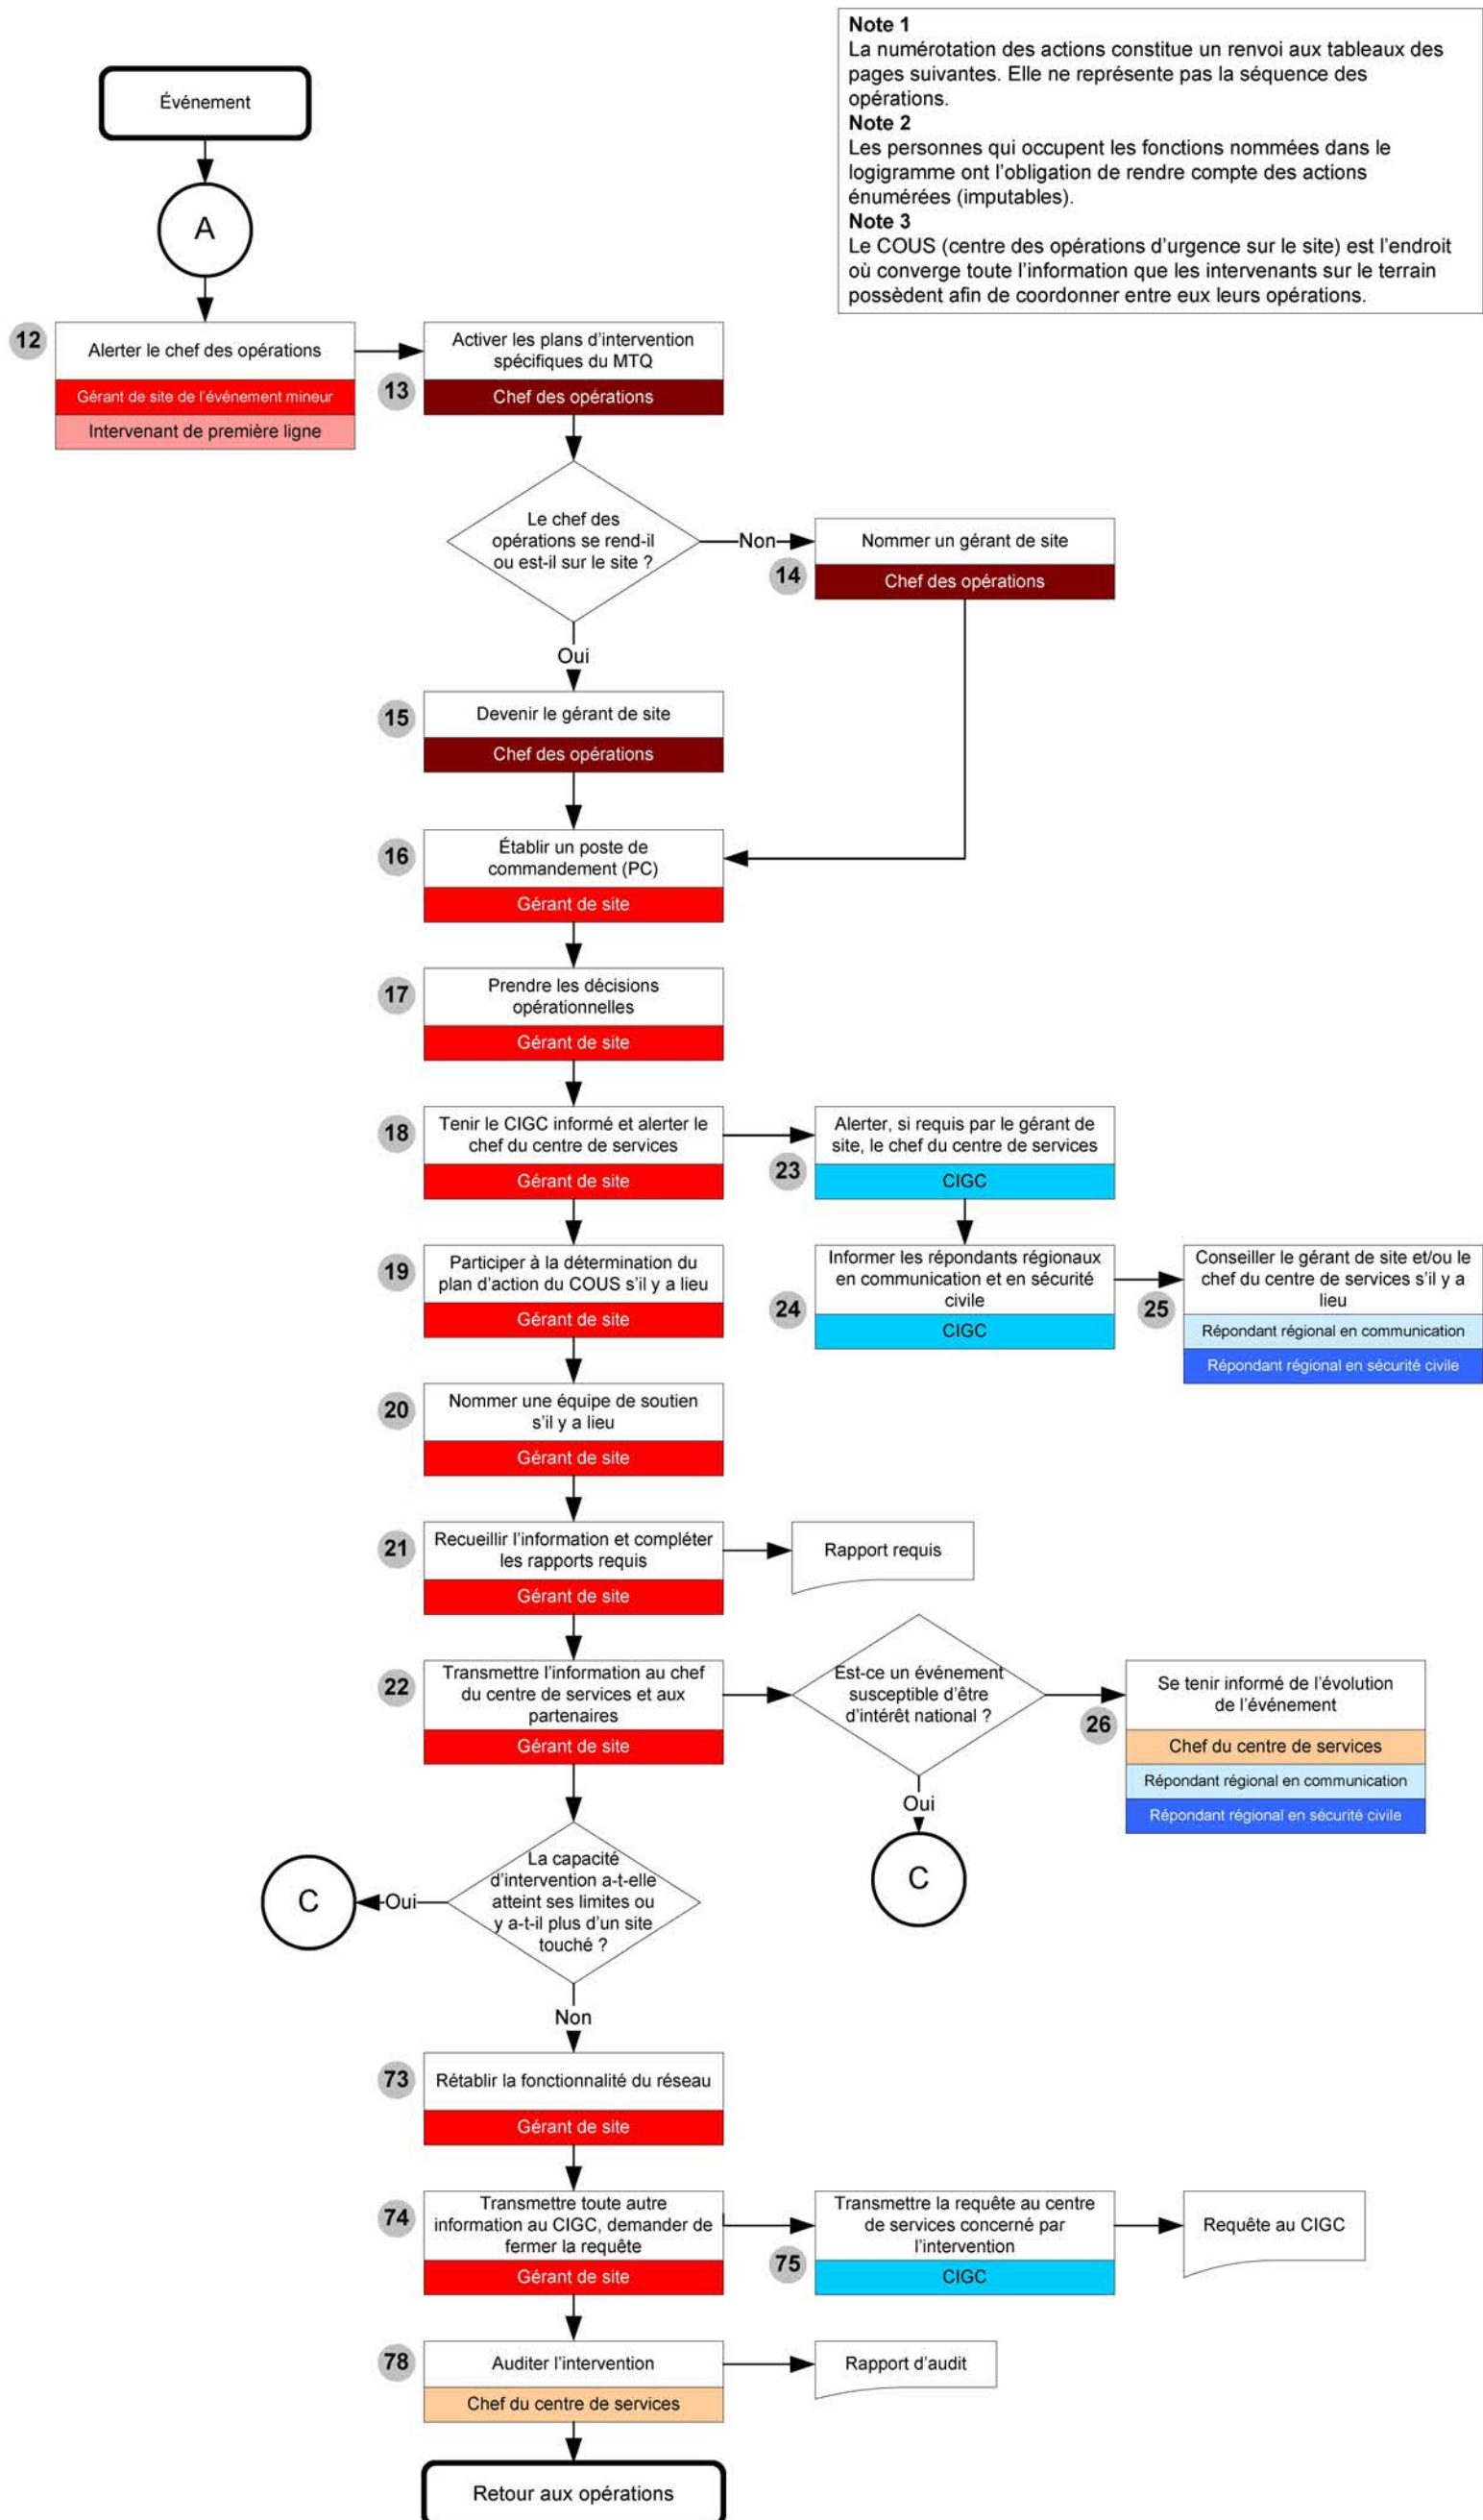 Note 1
La numérotation des actions constitue un renvoi aux tableaux des
pages suivantes. Elle ne représente pas la séquence des
opérations.
Note 2
Les personnes qui occupent les fonctions nommées dans le
logigramme ont l'obligation de rendre compte des actions
énumérées (imputables).
Note 3
Le COUS (centre des opérations d'urgence sur le site) est l'endroit
où converge toute l'information que les intervenants sur le terrain
possèdent afin de coordonner entre eux leurs opérations.
Événement
A
12
Alerter le chef des opérations
Gérant de site de l'événement mineur
Intervenant de première ligne
13
Activer les plans d'intervention
spécifiques du MTQ
Chef des opérations
Le chef des
opérations se rend-il
ou est-il sur le site ?
Non
14
Nommer un gérant de site
Chef des opérations
Oui
15
Devenir le gérant de site
Chef des opérations
16
Établir un poste de
commandement (PC)
Gérant de site
17
Prendre les décisions
opérationnelles
Gérant de site
18
Tenir le CIGC informé et alerter le
chef du centre de services
Gérant de site
23
Alerter, si requis par le gérant de
site, le chef du centre de services
CIGC
19
Participer à la détermination du
plan d'action du COUS s'il y a lieu
Gérant de site
24
Informer les répondants régionaux
en communication et en sécurité
civile
CIGC
25
Conseiller le gérant de site et/ou le
chef du centre de services s'il y a
lieu
Répondant régional en communication
Répondant régional en sécurité civile
20
Nommer une équipe de soutien
s'il y a lieu
Gérant de site
21
Recueillir l'information et compléter
les rapports requis
Gérant de site
Rapport requis
22
Transmettre l'information au chef
du centre de services et aux
partenaires
Gérant de site
Est-ce un événement
susceptible d'être
d'intérêt national ?
26
Se tenir informé de l'évolution
de l'événement
Chef du centre de services
Répondant régional en communication
Répondant régional en sécurité civile
Oui
C
La capacité
d'intervention a-t-elle
atteint ses limites ou
y a-t-il plus d'un site
touché ?
Oui
C
Non
73
Rétablir la fonctionnalité du réseau
Gérant de site
74
Transmettre toute autre
information au CIGC, demander de
fermer la requête
Gérant de site
75
Transmettre la requête au centre
de services concerné par
l'intervention
CIGC
Requête au CIGC
78
Auditer l'intervention
Chef du centre de services
Rapport d'audit
Retour aux opérations